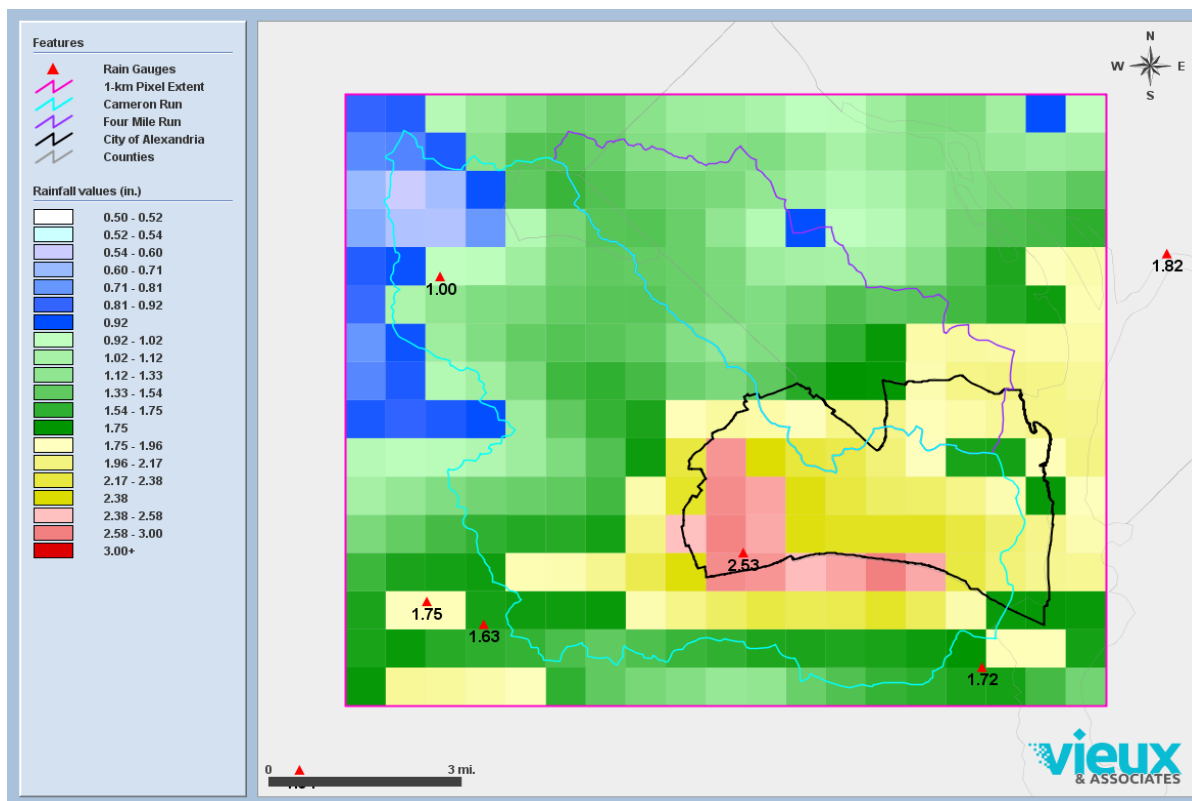 Features
Rain Gauges
1-km Pixel Extent
Cameron Run
Four Mile Run
City of Alexandria
Counties
Rainfall values (in.)
0.50 - 0.52
0.52 - 0.54
0.54 - 0.60
0.60 - 0.71
0.71 - 0.81
0.81 - 0.92
0.92
0.92 - 1.02
1.02 - 1.12
1.12 - 1.33
1.33 - 1.54
1.54 - 1.75
1.75
1.75 - 1.96
1.96 - 2.17
2.17 - 2.38
2.38
2.38 - 2.58
2.58 - 3.00
3.00+
N
W E
S
1.82
1.00
2.53
1.75
1.63
1.72
0 3 mi.
vieux
& ASSOCIATES